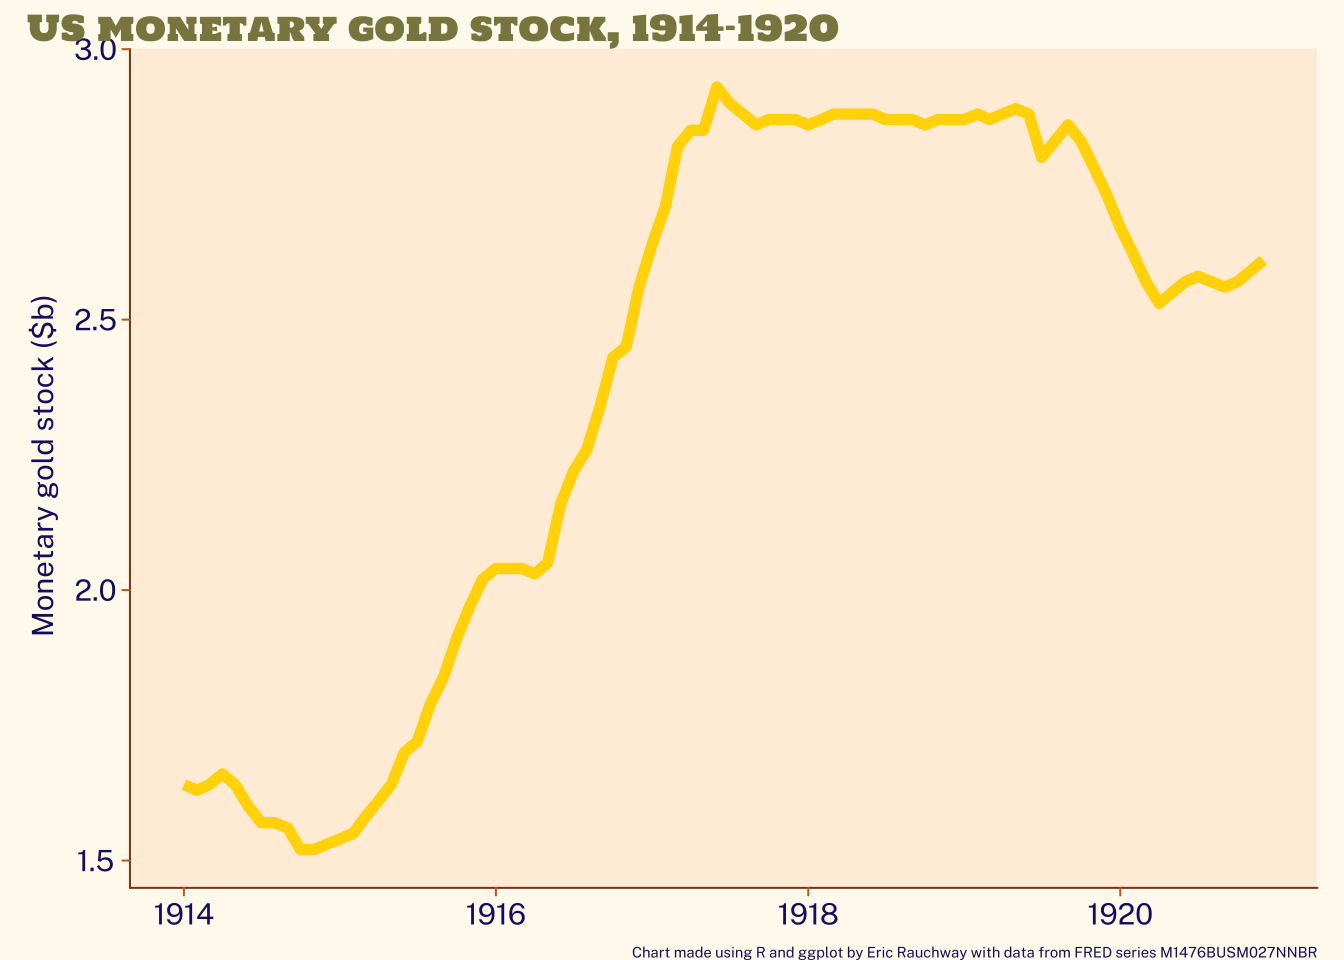 US MONETARY GOLD STOCK, 1914-1920
3.0
2.5
2.0
1.5
Monetary gold stock ($b)
1914
1916
1918
1920
Chart made using R and ggplot by Eric Rauchway with data from FRED series M1476BUSM027NNBR